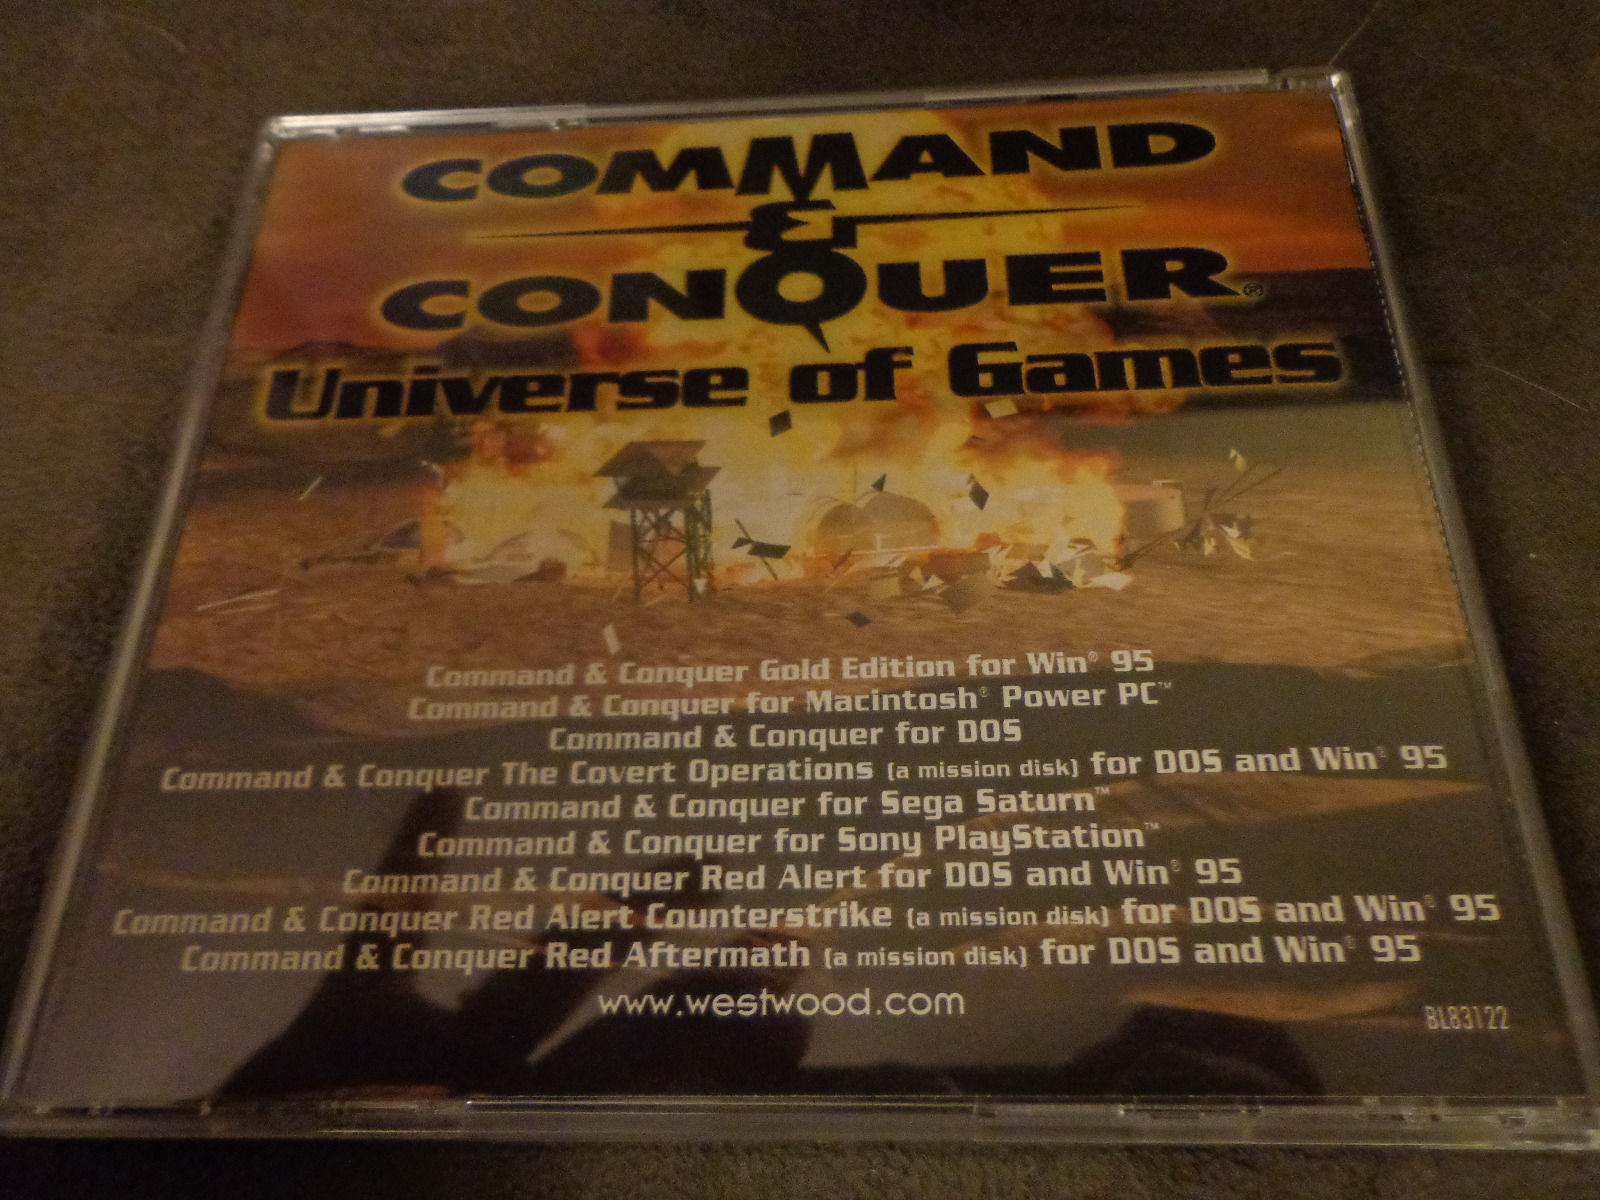 COMMAND
&
CONQUER®
Universe of Games
Command & Conquer Gold Edition for Win® 95
Command & Conquer for Macintosh® Power PC™
Command & Conquer for DOS
Command & Conquer The Covert Operations (a mission disk) for DOS and Win® 95
Command & Conquer for Sega Saturn™
Command & Conquer for Sony PlayStation™
Command & Conquer Red Alert for DOS and Win® 95
Command & Conquer Red Alert Counterstrike (a mission disk) for DOS and Win® 95
Command & Conquer Red Aftermath (a mission disk) for DOS and Win® 95
www.westwood.com
BL83122